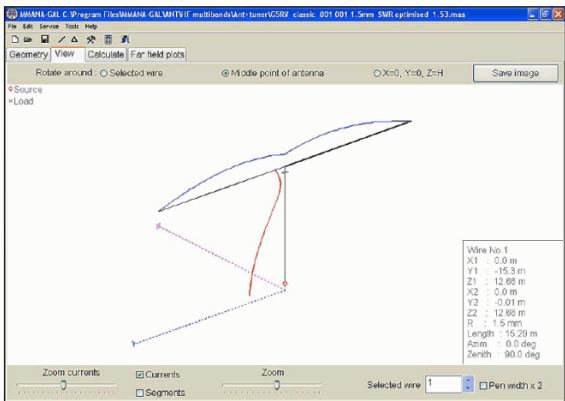 MMANA-GAL C:\Program Files\MMANA-GAL\ANT\VIF multibands\Ant+tuner\G5RV classic 001 001 1.5mm SWR optimised 1.53.maa
File Edit Service Tools Help
Geometry View Calculate Far field plots
Rotate around : Selected wire Middle point of antenna X=0, Y=0, Z=H Save image
Source
Load
Wire No.1
X1 : 0.0 m
Y1 : -15.3 m
Z1 : 12.68 m
X2 : 0.0 m
Y2 : -0.01 m
Z2 : 12.68 m
R : 1.5 mm
Length : 15.29 m
Azim. 0.0 deg
Zenith : 90.0 deg
Zoom currents Currents Zoom
Segments Selected wire 1 Pen width x 2